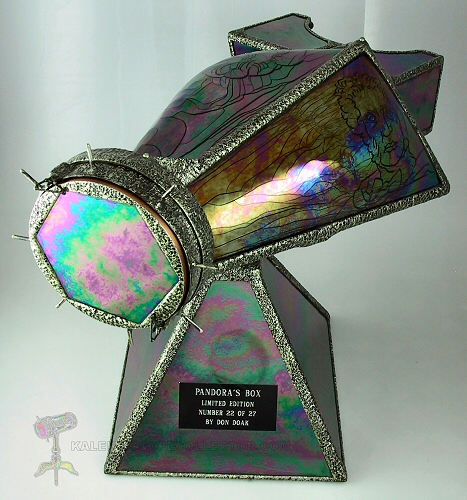 PANDORA'S BOX
LIMITED EDITION
NUMBER 22 OF 27
BY DON DOAK